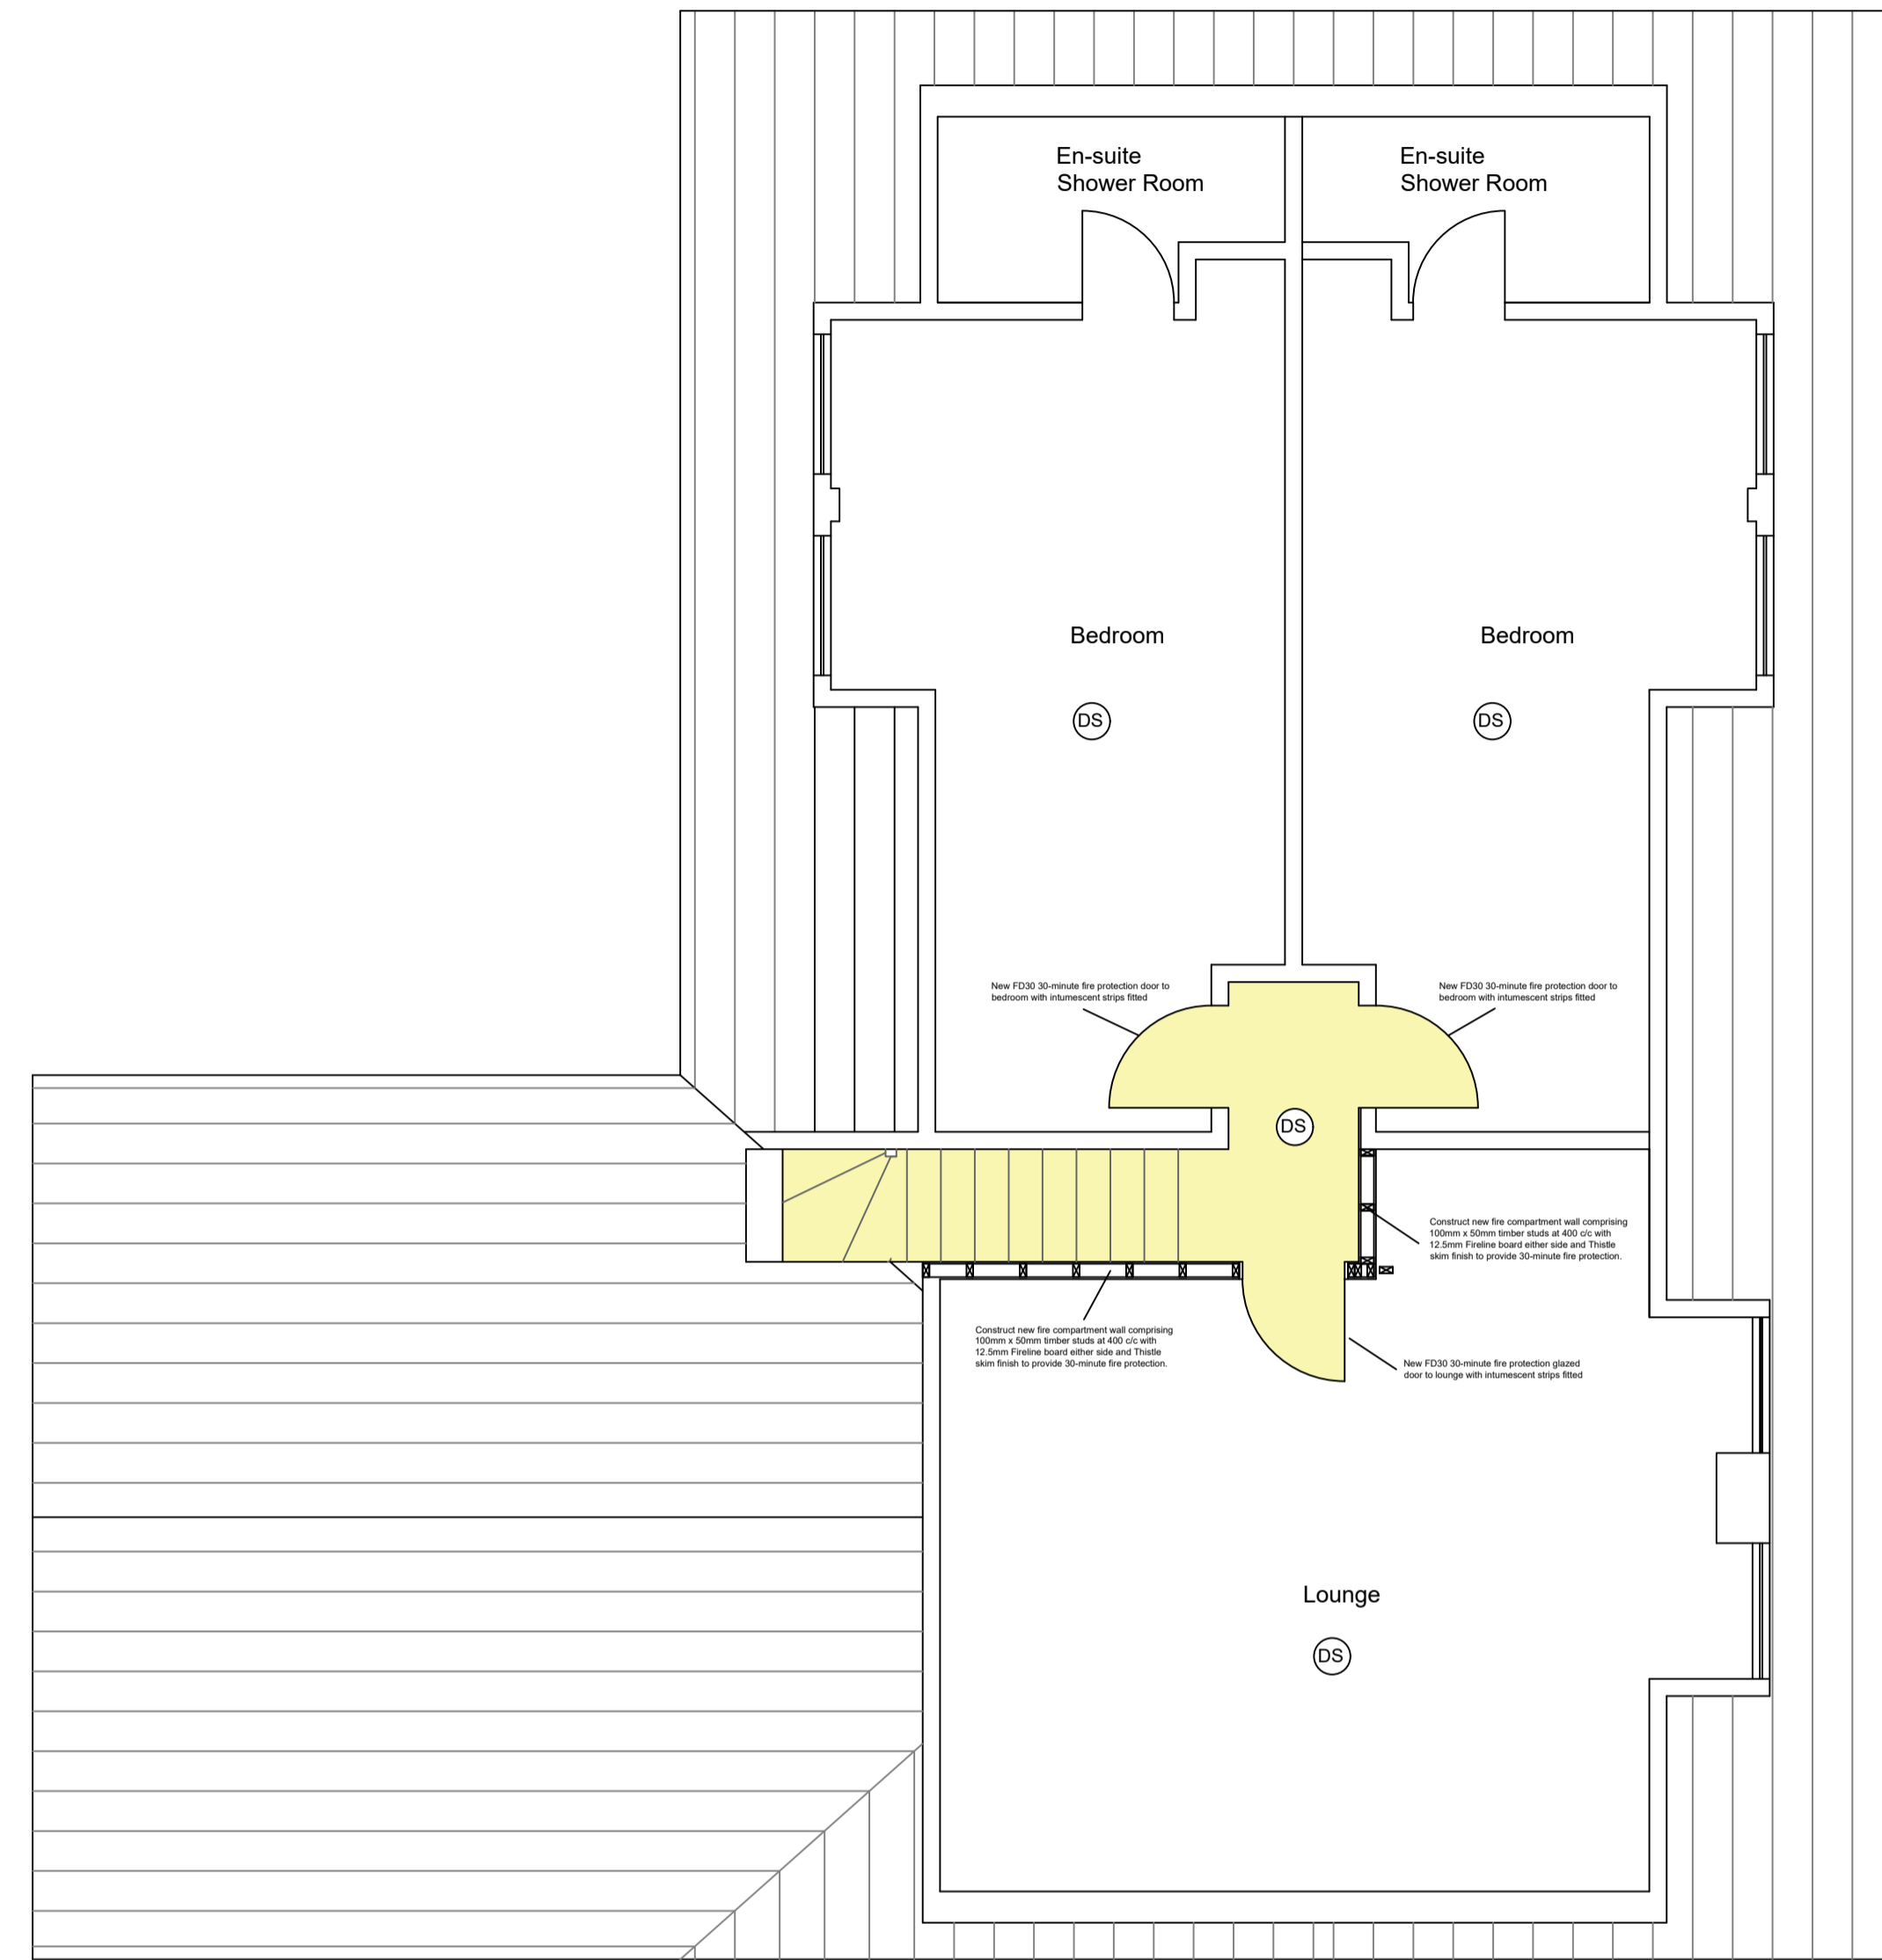 En-suite
Shower Room
En-suite
Shower Room
Bedroom
Bedroom
DS
DS
New FD30 30-minute fire protection door to
bedroom with intumescent strips fitted
New FD30 30-minute fire protection door to
bedroom with intumescent strips fitted
DS
Construct new fire compartment wall comprising
100mm x 50mm timber studs at 400 c/c with
12.5mm Fireline board either side and Thistle
skim finish to provide 30-minute fire protection.
Construct new fire compartment wall comprising
100mm x 50mm timber studs at 400 c/c with
12.5mm Fireline board either side and Thistle
skim finish to provide 30-minute fire protection.
New FD30 30-minute fire protection glazed
door to lounge with intumescent strips fitted
Lounge
DS